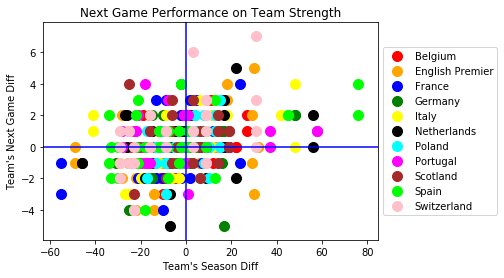 Next Game Performance on Team Strength
Team's Next Game Diff
6
4
2
0
−2
−4
−60
−40
−20
0
20
40
60
80
Team's Season Diff
Belgium
English Premier
France
Germany
Italy
Netherlands
Poland
Portugal
Scotland
Spain
Switzerland